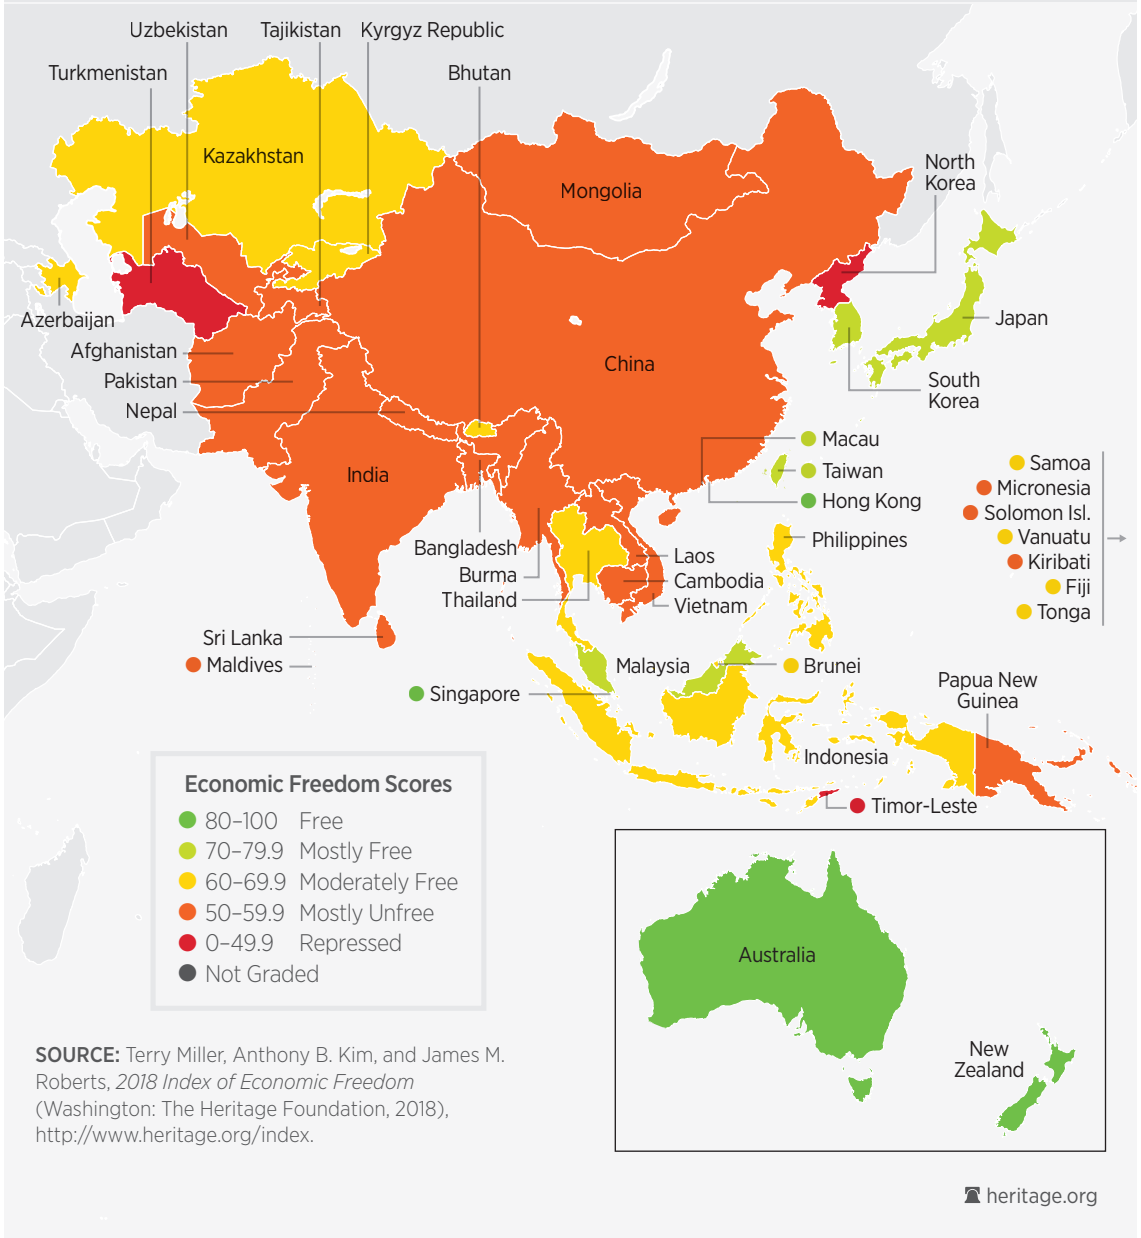 Uzbekistan
Tajikistan
Kyrgyz Republic
Turkmenistan
Bhutan
Kazakhstan
Mongolia
North
Korea
Azerbaijan
Japan
Afghanistan
China
Pakistan
South
Korea
Nepal
Macau
India
Taiwan
Hong Kong
Samoa
Micronesia
Solomon Isl.
Vanuatu
Kiribati
Fiji
Tonga
Philippines
Bangladesh
Laos
Burma
Cambodia
Thailand
Vietnam
Sri Lanka
Maldives
Malaysia
Brunei
Singapore
Papua New
Guinea
Indonesia
Timor-Leste
Economic Freedom Scores
80–100 Free
70–79.9 Mostly Free
60–69.9 Moderately Free
50–59.9 Mostly Unfree
0–49.9 Repressed
Not Graded
Australia
New
Zealand
SOURCE: Terry Miller, Anthony B. Kim, and James M.
Roberts, 2018 Index of Economic Freedom
(Washington: The Heritage Foundation, 2018),
http://www.heritage.org/index.
heritage.org